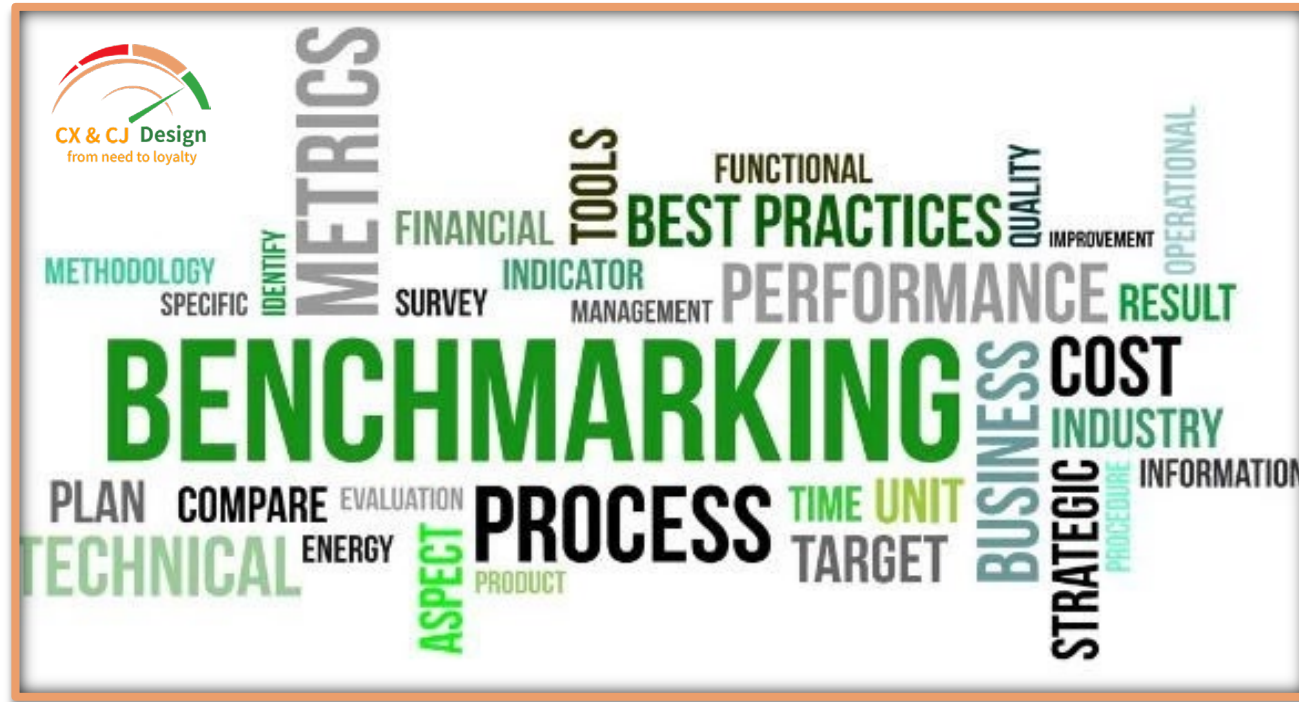 CX & CJ Design
from need to loyalty
METRICS
TOOLS
FUNCTIONAL
BEST PRACTICES
QUALITY
OPERATIONAL
FINANCIAL
IMPROVEMENT
METHODOLOGY
IDENTIFY
INDICATOR
SPECIFIC
SURVEY
MANAGEMENT
PERFORMANCE
RESULT
BENCHMARKING
BUSINESS
COST
INDUSTRY
INFORMATION
STRATEGIC
PROCEDURE
PLAN
COMPARE
EVALUATION
PROCESS
TIME
UNIT
TECHNICAL
ENERGY
ASPECT
PRODUCT
TARGET